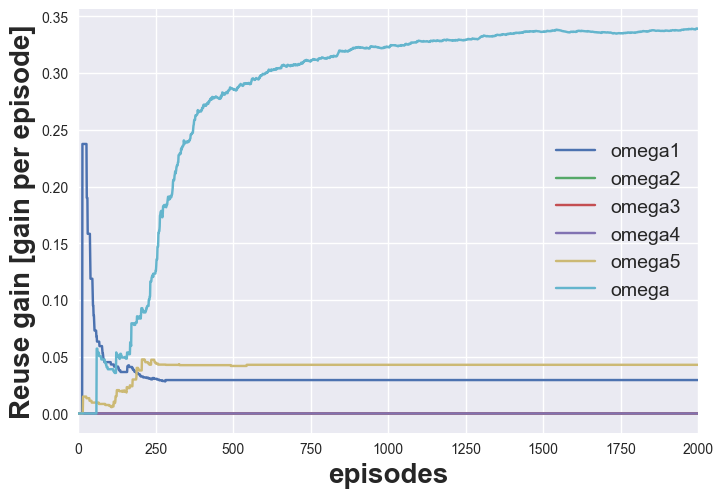 Reuse gain [gain per episode]
0.35
0.30
0.25
0.20
0.15
0.10
0.05
0.00
omega1
omega2
omega3
omega4
omega5
omega
0 250 500 750 1000 1250 1500 1750 2000
episodes